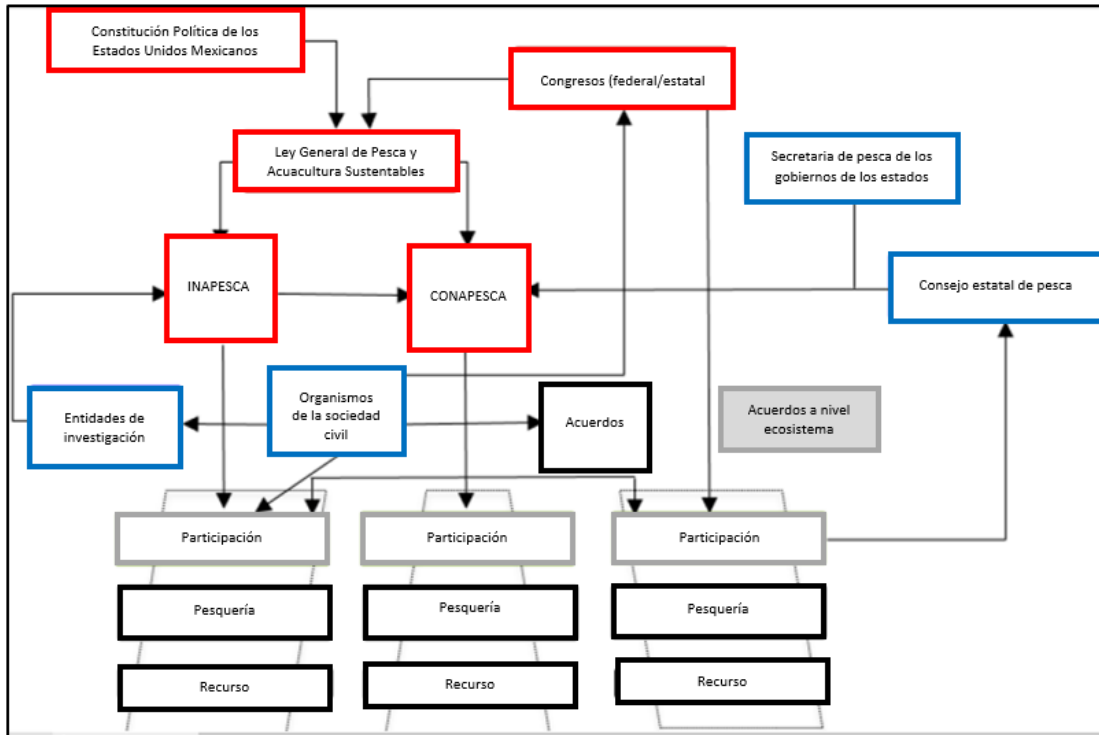 Constitución Política de los
Estados Unidos Mexicanos
Congresos (federal/estatal
Ley General de Pesca y
Acuacultura Sustentables
Secretaria de pesca de los
gobiernos de los estados
INAPESCA
CONAPESCA
Consejo estatal de pesca
Entidades de
investigación
Organismos
de la sociedad
civil
Acuerdos
Acuerdos a nivel
ecosistema
Participación
Participación
Participación
Pesquería
Pesquería
Pesquería
Recurso
Recurso
Recurso